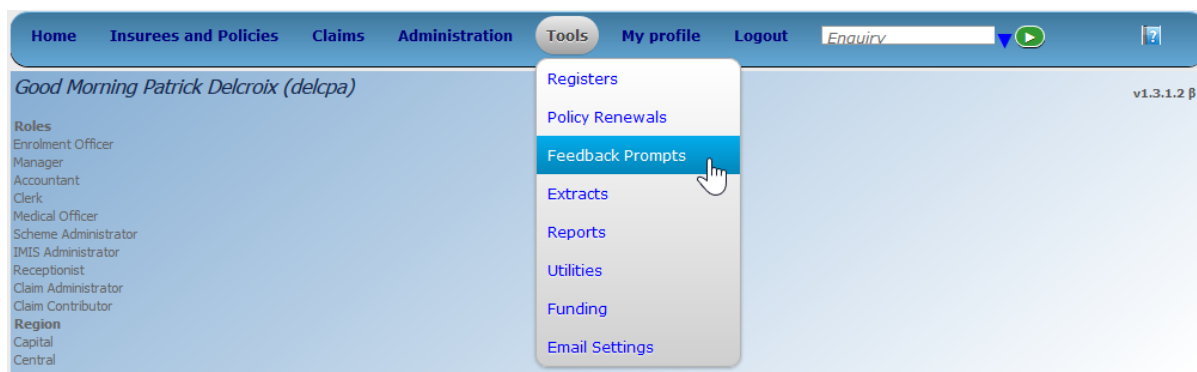 Home Insurees and Policies Claims Administration Tools My profile Logout Enquiry ?
Good Morning Patrick Delcroix (delcpa)
v1.3.1.2 β
Roles
Enrolment Officer
Manager
Accountant
Clerk
Medical Officer
Scheme Administrator
IMIS Administrator
Receptionist
Claim Administrator
Claim Contributor
Region
Capital
Central
Registers
Policy Renewals
Feedback Prompts
Extracts
Reports
Utilities
Funding
Email Settings